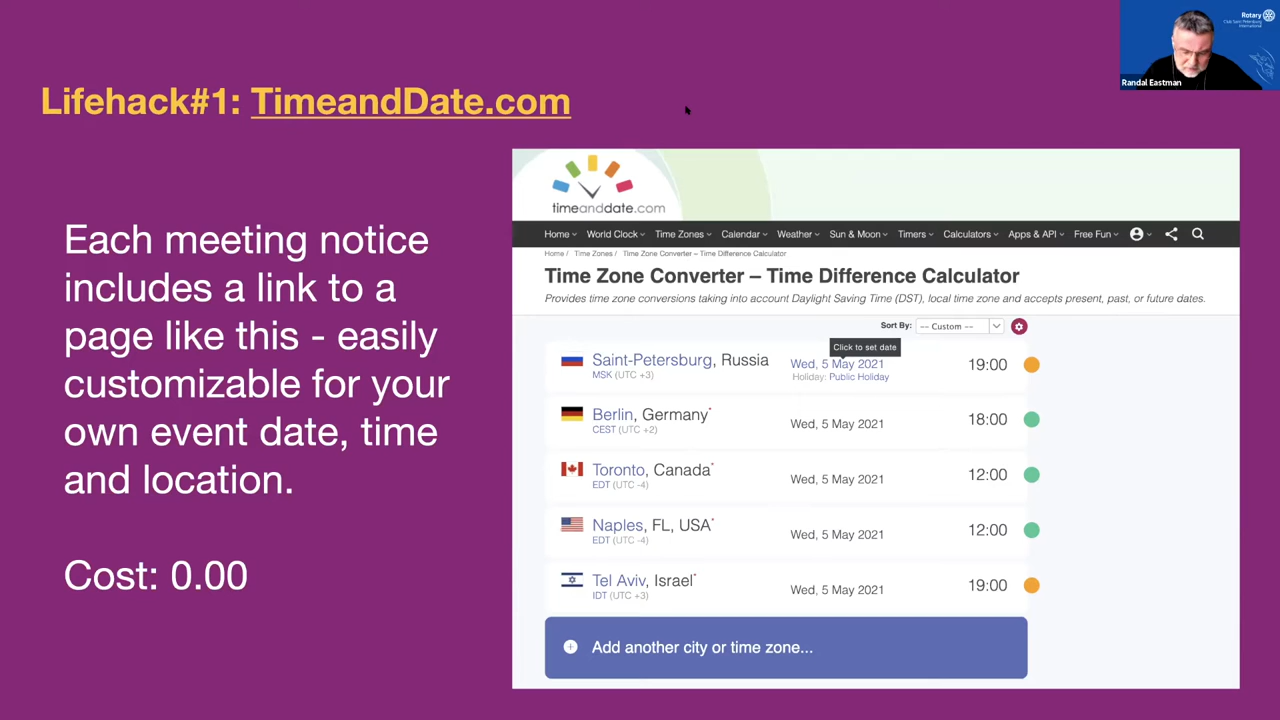 Rotary
Club Saint Petersburg
International
Randal Eastman
Lifehack#1: TimeandDate.com
Each meeting notice
includes a link to a
page like this - easily
customizable for your
own event date, time
and location.
Cost: 0.00
timeanddate.com
Home World Clock Time Zones Calendar Weather Sun & Moon Timers Calculators Apps & API Free Fun
Home / Time Zones / Time Zone Converter – Time Difference Calculator
Time Zone Converter – Time Difference Calculator
Provides time zone conversions taking into account Daylight Saving Time (DST), local time zone and accepts present, past, or future dates.
Sort By: -- Custom --
Click to set date
Saint-Petersburg, Russia Wed, 5 May 2021 19:00
MSK (UTC +3) Holiday: Public Holiday
Berlin, Germany* Wed, 5 May 2021 18:00
CEST (UTC +2)
Toronto, Canada* Wed, 5 May 2021 12:00
EDT (UTC -4)
Naples, FL, USA* Wed, 5 May 2021 12:00
EDT (UTC -4)
Tel Aviv, Israel* Wed, 5 May 2021 19:00
IDT (UTC +3)
Add another city or time zone...